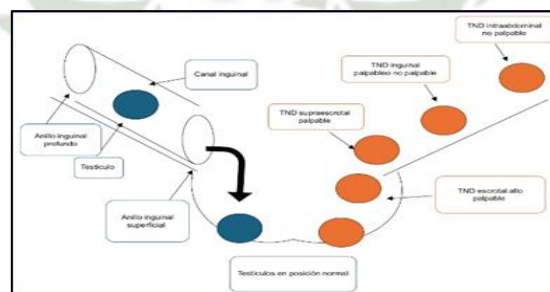 TND intraabdominal
no palpable
Canal inguinal
TND inguinal
palpableo no palpable
TND supraescrotal
palpable
Anillo inguinal
profundo
Testículo
TND escrotal alto
palpable
Anillo inguinal
superficial
Testículos en posición normal